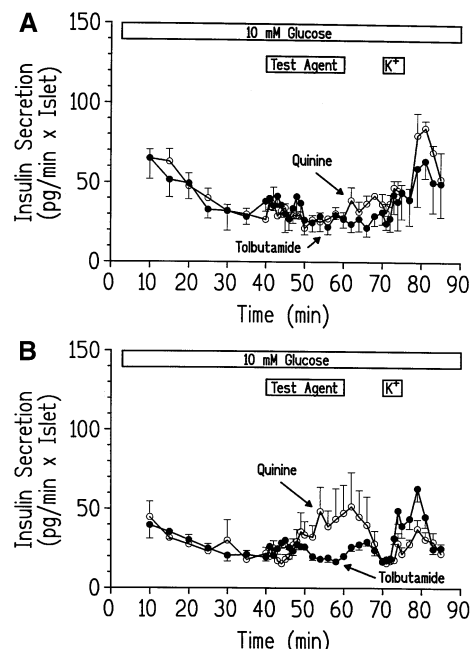 A
10 mM Glucose
Test Agent
K+
Quinine
Tolbutamide
Insulin Secretion
(pg/min x Islet)
150
100
50
0
0 10 20 30 40 50 60 70 80 90
Time (min)
B
10 mM Glucose
Test Agent
K+
Quinine
Tolbutamide
Insulin Secretion
(pg/min x Islet)
150
100
50
0
0 10 20 30 40 50 60 70 80 90
Time (min)